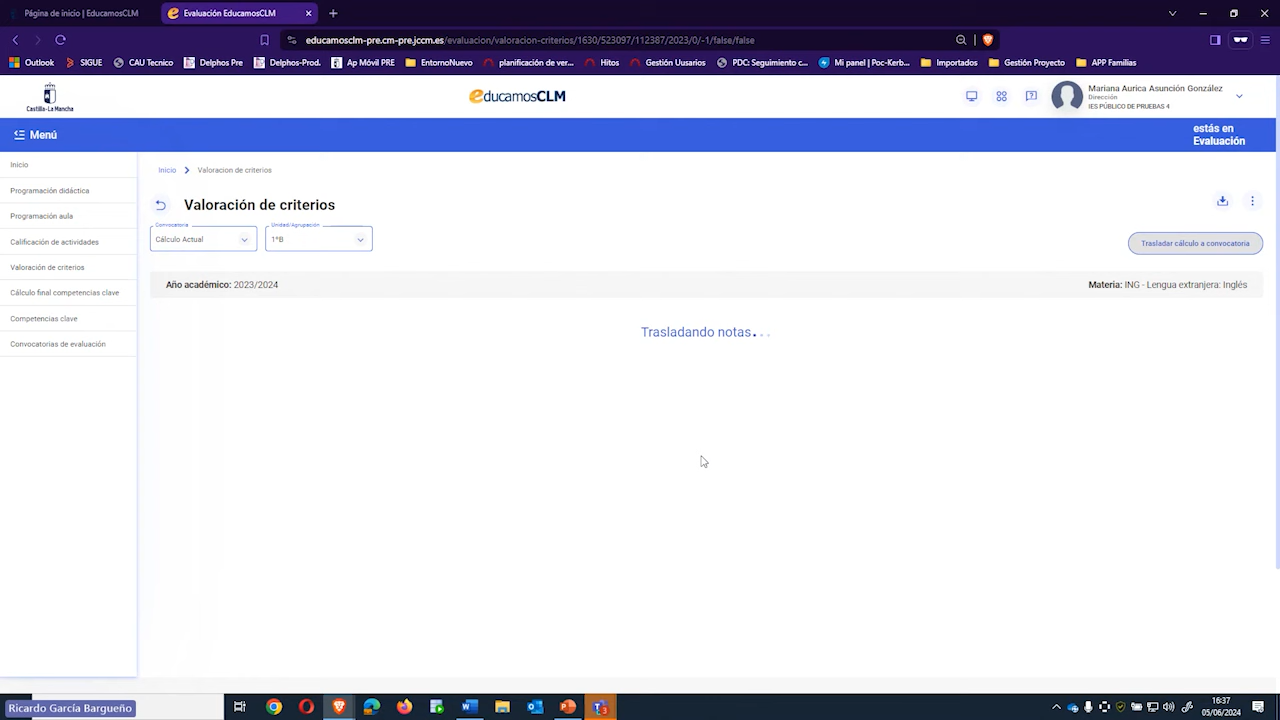 Página de inicio | EducamosCLM
Evaluación EducamosCLM
educamosclm-pre.cm-pre.jccm.es/evaluacion/valoracion-criterios/1630/523097/112387/2023/0/-1/false/false
Outlook
SIGUE
CAU Tecnico
Delphos Pre
Delphos-Prod.
Ap Móvil PRE
EntornoNuevo
planificación de ver...
Hitos
Gestión Usuarios
PDC: Seguimiento c...
Mi panel | Poc-Kerb...
Importados
Gestión Proyecto
APP Familias
Castilla-La Mancha
educamosCLM
Mariana Aurica Asunción González
Dirección
IES PÚBLICO DE PRUEBAS 4
Menú
estás en
Evaluación
Inicio
Programación didáctica
Programación aula
Calificación de actividades
Valoración de criterios
Cálculo final competencias clave
Competencias clave
Convocatorias de evaluación
Inicio
Valoracion de criterios
Valoración de criterios
Convocatoria
Cálculo Actual
Unidad/Agrupación
1ºB
Trasladar cálculo a convocatoria
Año académico: 2023/2024
Materia: ING - Lengua extranjera: Inglés
Trasladando notas...
Ricardo García Bargueño
16:37
05/06/2024